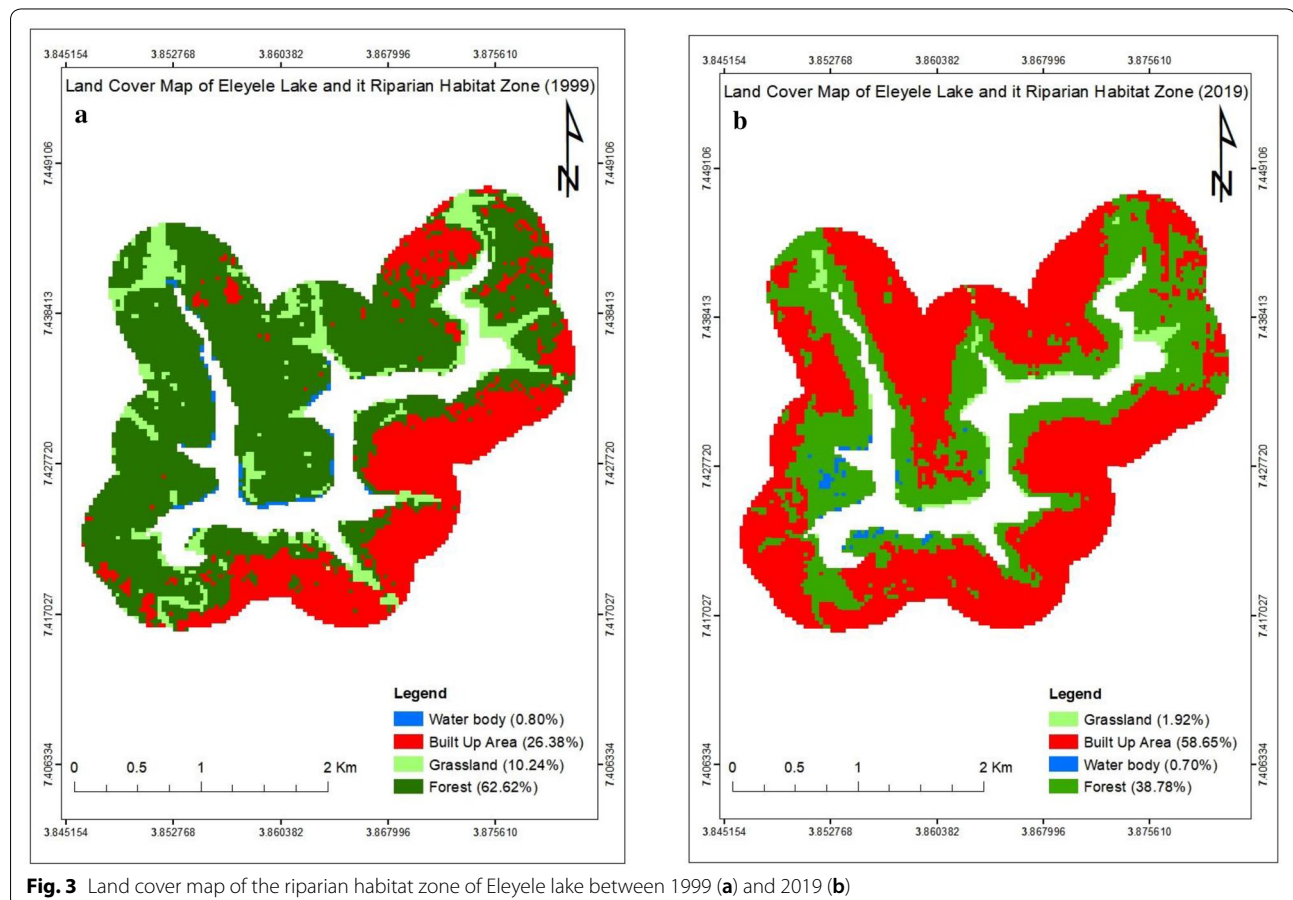 3.845154 3.852768 3.860382 3.867996 3.875610
Land Cover Map of Eleyele Lake and it Riparian Habitat Zone (1999)
a
N
7.449106 7.449106
7.438413 7.438413
7.427720 7.427720
7.417027 7.417027
7.406334 7.406334
Legend
Water body (0.80%)
Built Up Area (26.38%)
Grassland (10.24%)
Forest (62.62%)
0 0.5 1 2 Km
3.845154 3.852768 3.860382 3.867996 3.875610
3.845154 3.852768 3.860382 3.867996 3.875610
Land Cover Map of Eleyele Lake and it Riparian Habitat Zone (2019)
b
N
7.449106 7.449106
7.438413 7.438413
7.427720 7.427720
7.417027 7.417027
7.406334 7.406334
Legend
Grassland (1.92%)
Built Up Area (58.65%)
Water body (0.70%)
Forest (38.78%)
0 0.5 1 2 Km
3.845154 3.852768 3.860382 3.867996 3.875610
Fig. 3 Land cover map of the riparian habitat zone of Eleyele lake between 1999 (a) and 2019 (b)